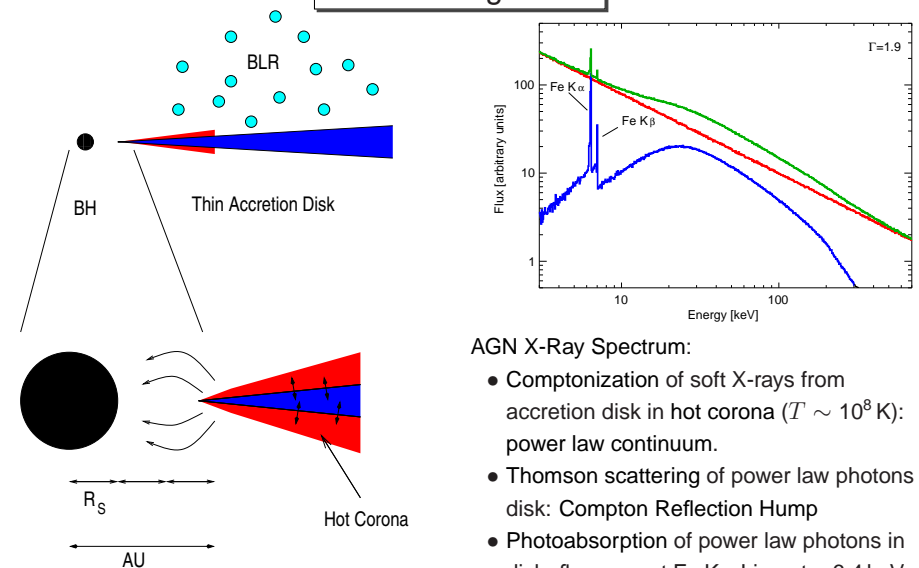 BLR
BH
Thin Accretion Disk
R_S
AU
Hot Corona
Γ=1.9
Fe Kα
Fe Kβ
100
10
1
Flux [arbitrary units]
10
100
Energy [keV]
AGN X-Ray Spectrum:
• Comptonization of soft X-rays from
accretion disk in hot corona (T ∼ 10⁸ K):
power law continuum.
• Thomson scattering of power law photons
disk: Compton Reflection Hump
• Photoabsorption of power law photons in